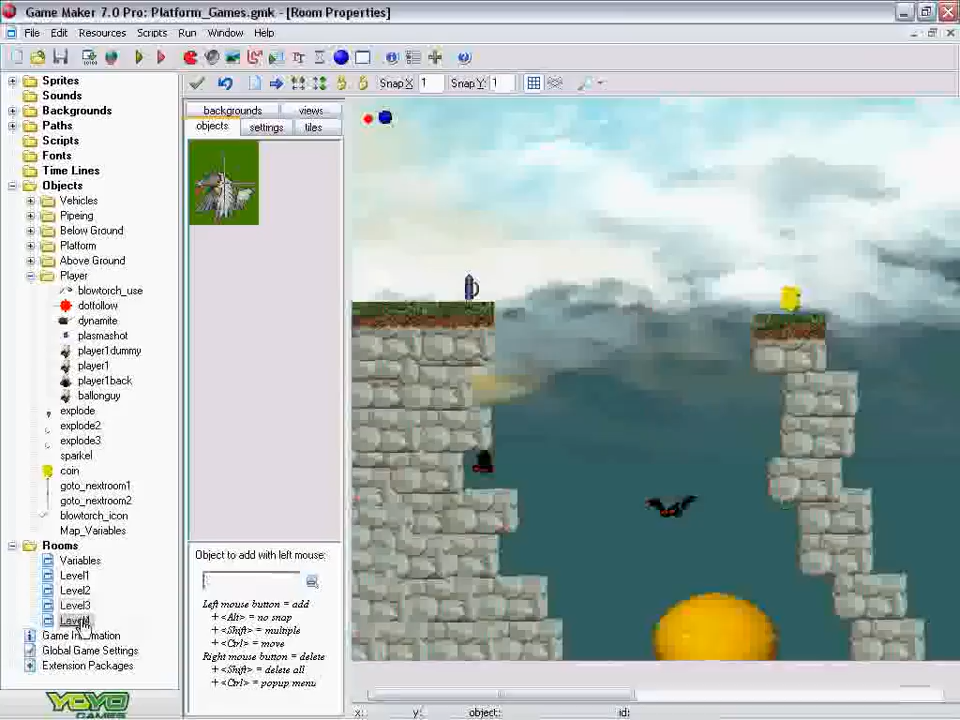 Game Maker 7.0 Pro: Platform_Games.gmk - [Room Properties]
File Edit Resources Scripts Run Window Help
Snap X: 1 Snap Y: 1
Sprites
Sounds
Backgrounds
Paths
Scripts
Fonts
Time Lines
Objects
Vehicles
Pipeing
Below Ground
Platform
Above Ground
Player
blowtorch_use
dotfollow
dynamite
plasmashot
player1dummy
player1
player1back
ballonguy
explode
explode2
explode3
sparkel
coin
goto_nextroom1
goto_nextroom2
blowtorch_icon
Map_Variables
Rooms
Variables
Level1
Level2
Level3
Level4
Game Information
Global Game Settings
Extension Packages
YOYO
GAMES
backgrounds views
objects settings tiles
Object to add with left mouse:
Left mouse button = add
+ <Alt> = no snap
+ <Shift> = multiple
+ <Ctrl> = move
Right mouse button = delete
+ <Shift> = delete all
+ <Ctrl> = popup menu
x: y: object: id: